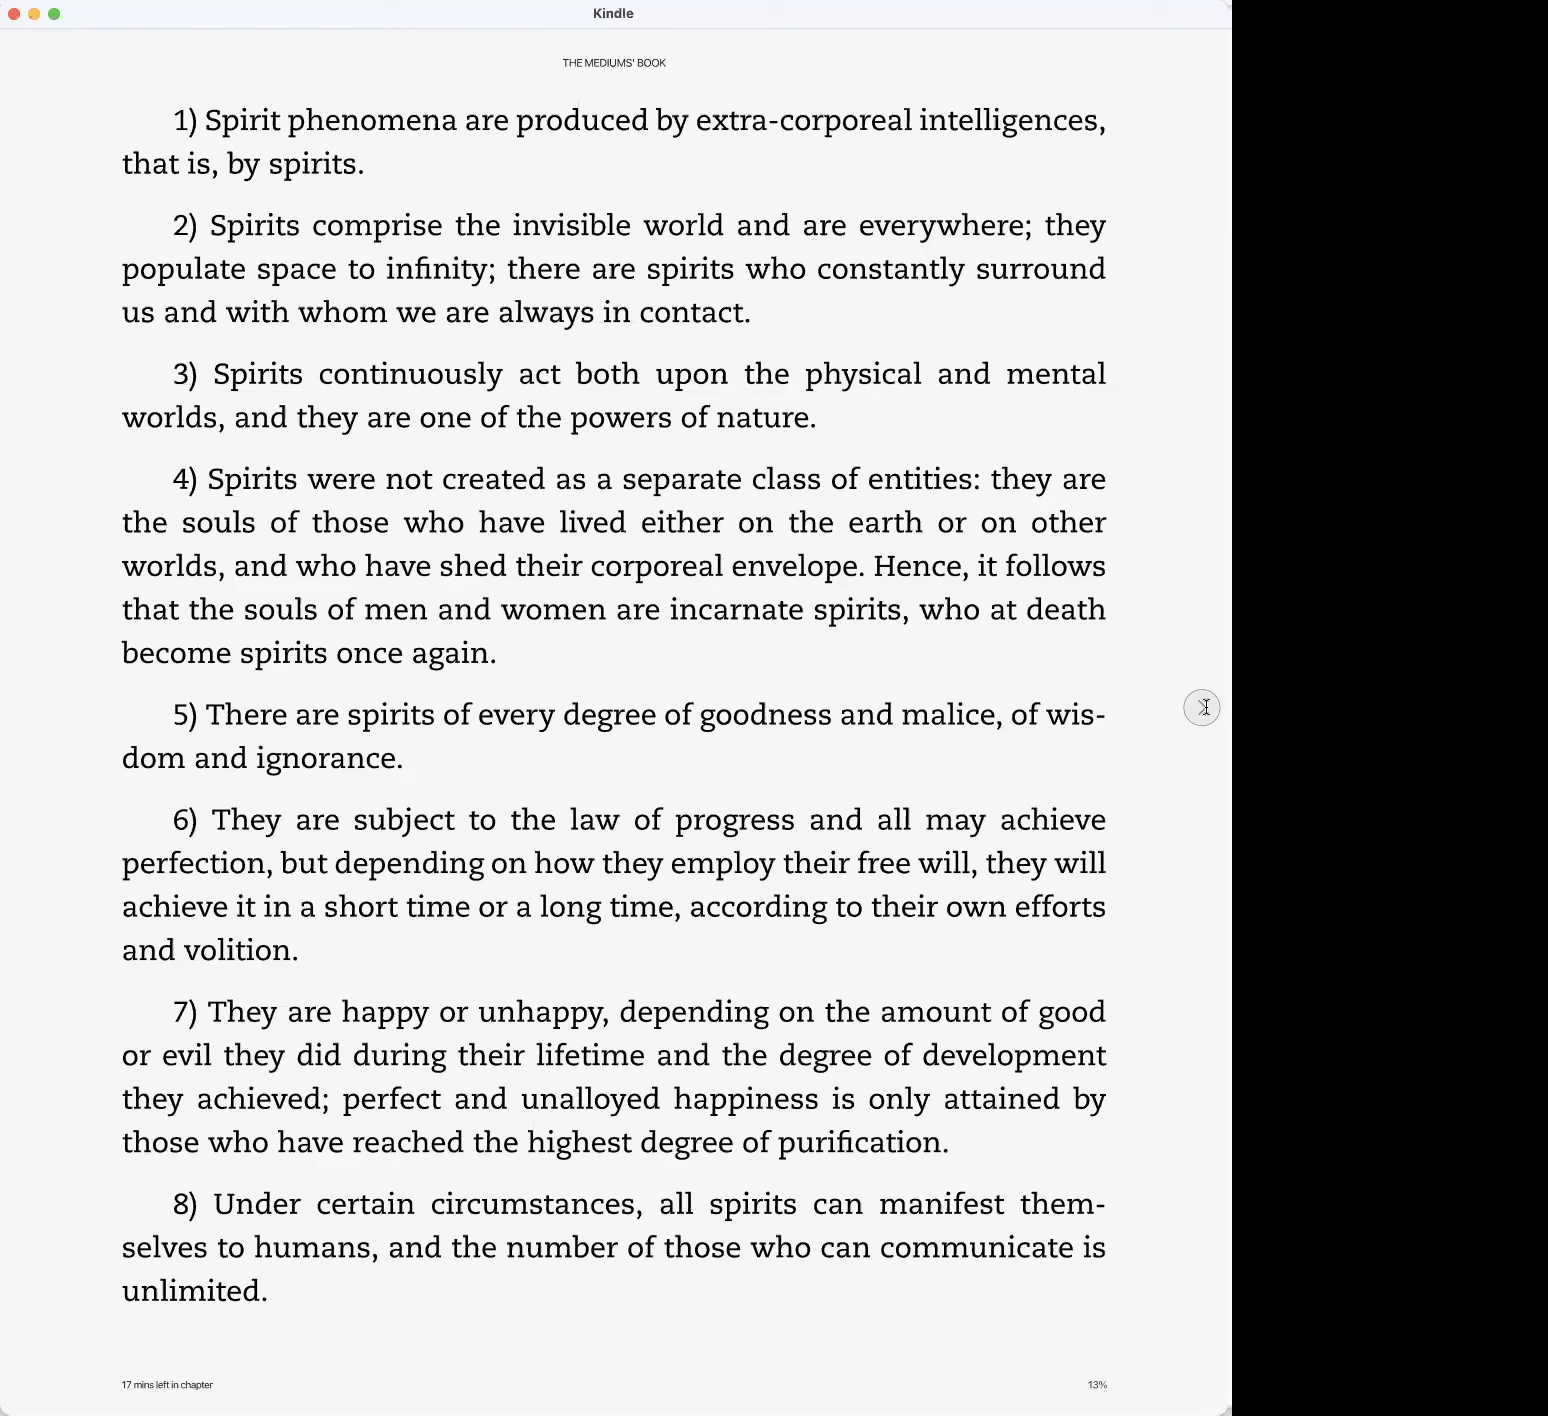 Kindle
THE MEDIUMS' BOOK
1) Spirit phenomena are produced by extra-corporeal intelligences,
that is, by spirits.
2) Spirits comprise the invisible world and are everywhere; they
populate space to infinity; there are spirits who constantly surround
us and with whom we are always in contact.
3) Spirits continuously act both upon the physical and mental
worlds, and they are one of the powers of nature.
4) Spirits were not created as a separate class of entities: they are
the souls of those who have lived either on the earth or on other
worlds, and who have shed their corporeal envelope. Hence, it follows
that the souls of men and women are incarnate spirits, who at death
become spirits once again.
5) There are spirits of every degree of goodness and malice, of wis-
dom and ignorance.
6) They are subject to the law of progress and all may achieve
perfection, but depending on how they employ their free will, they will
achieve it in a short time or a long time, according to their own efforts
and volition.
7) They are happy or unhappy, depending on the amount of good
or evil they did during their lifetime and the degree of development
they achieved; perfect and unalloyed happiness is only attained by
those who have reached the highest degree of purification.
8) Under certain circumstances, all spirits can manifest them-
selves to humans, and the number of those who can communicate is
unlimited.
17 mins left in chapter
13%